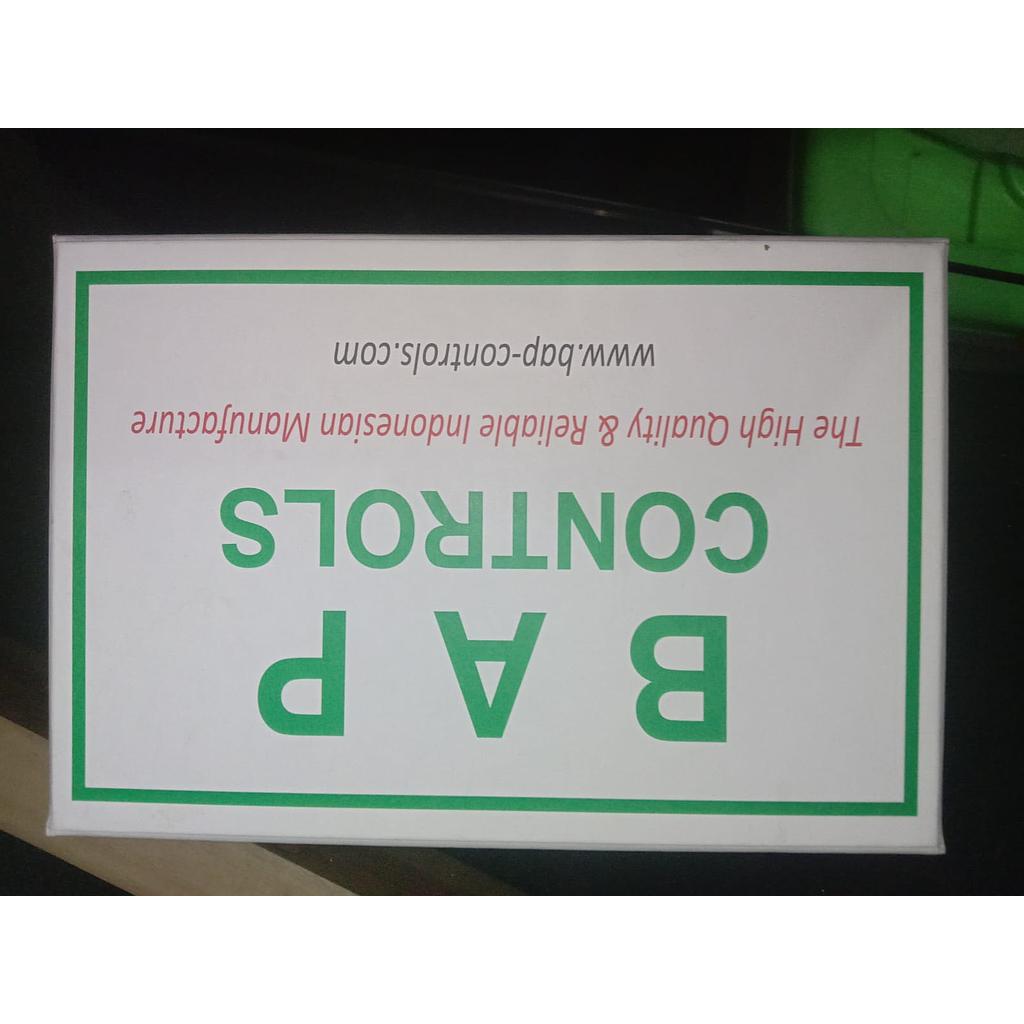 B A P
CONTROLS
The High Quality & Reliable Indonesian Manufacture
www.bap-controls.com